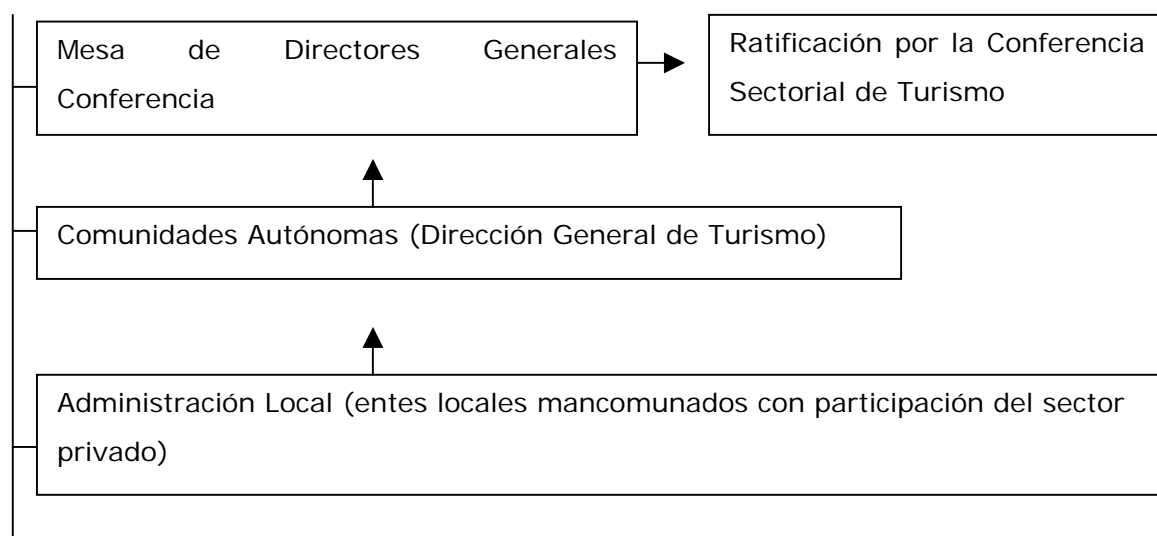 Mesa de Directores Generales
Conferencia
Ratificación por la Conferencia
Sectorial de Turismo
Comunidades Autónomas (Dirección General de Turismo)
Administración Local (entes locales mancomunados con participación del sector
privado)